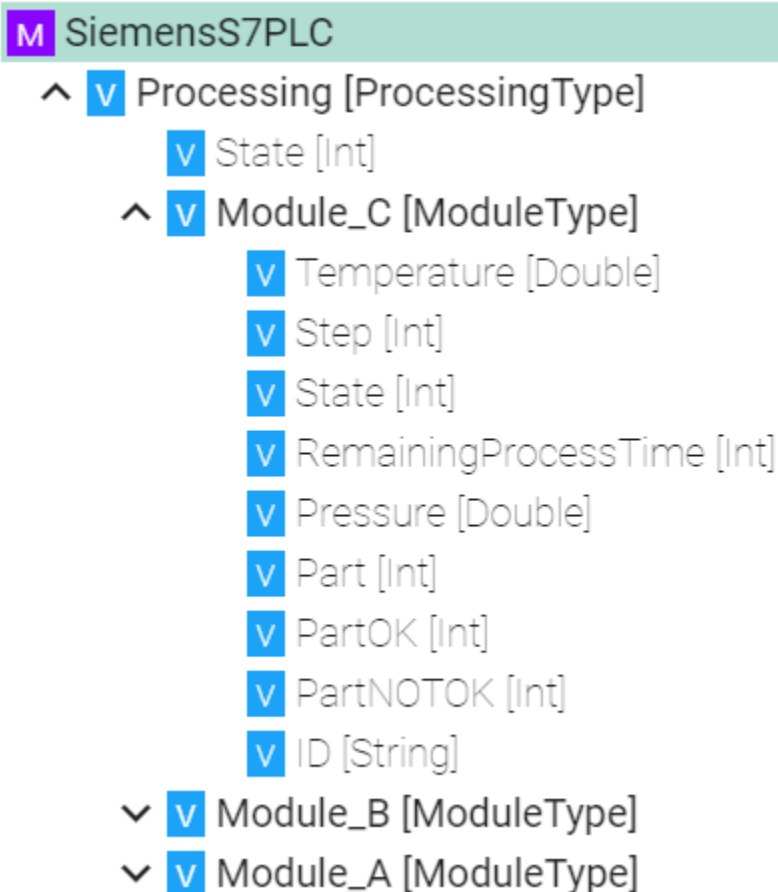 M SiemensS7PLC
V Processing [ProcessingType]
V State [Int]
V Module_C [ModuleType]
V Temperature [Double]
V Step [Int]
V State [Int]
V RemainingProcessTime [Int]
V Pressure [Double]
V Part [Int]
V PartOK [Int]
V PartNOTOK [Int]
V ID [String]
V Module_B [ModuleType]
V Module_A [ModuleType]